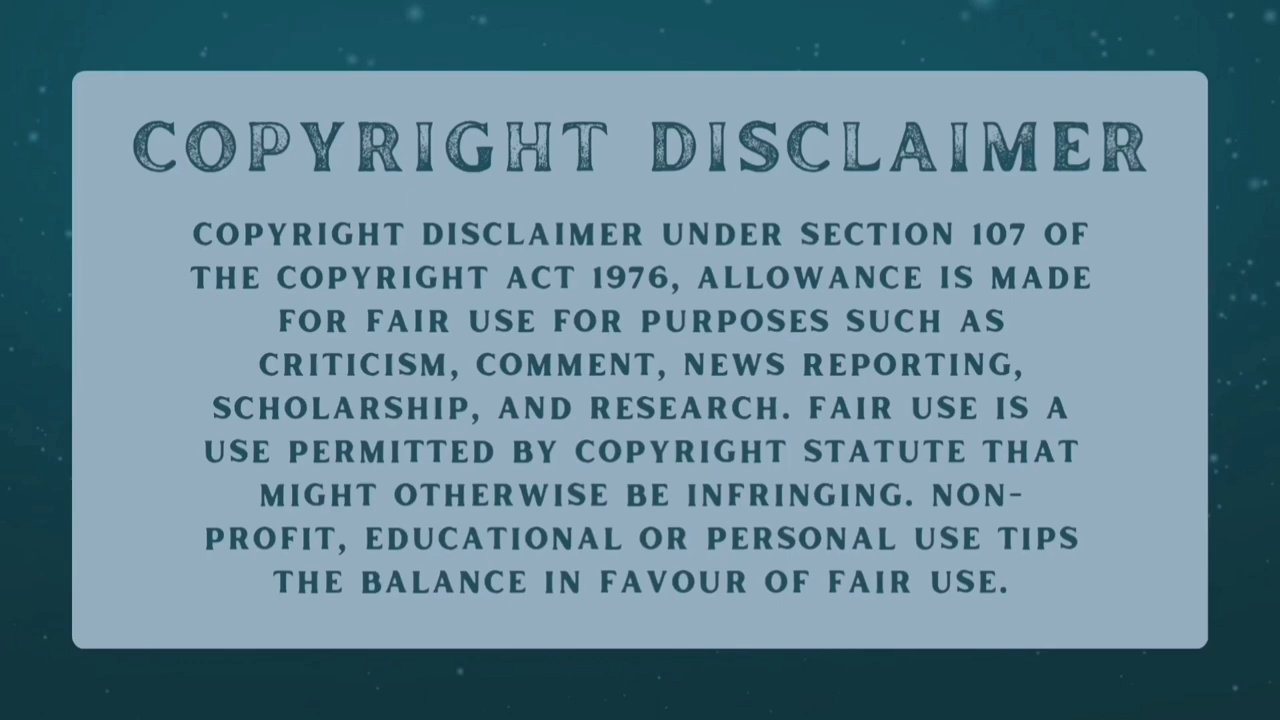 COPYRIGHT DISCLAIMER
COPYRIGHT DISCLAIMER UNDER SECTION 107 OF
THE COPYRIGHT ACT 1976, ALLOWANCE IS MADE
FOR FAIR USE FOR PURPOSES SUCH AS
CRITICISM, COMMENT, NEWS REPORTING,
SCHOLARSHIP, AND RESEARCH. FAIR USE IS A
USE PERMITTED BY COPYRIGHT STATUTE THAT
MIGHT OTHERWISE BE INFRINGING. NON-
PROFIT, EDUCATIONAL OR PERSONAL USE TIPS
THE BALANCE IN FAVOUR OF FAIR USE.